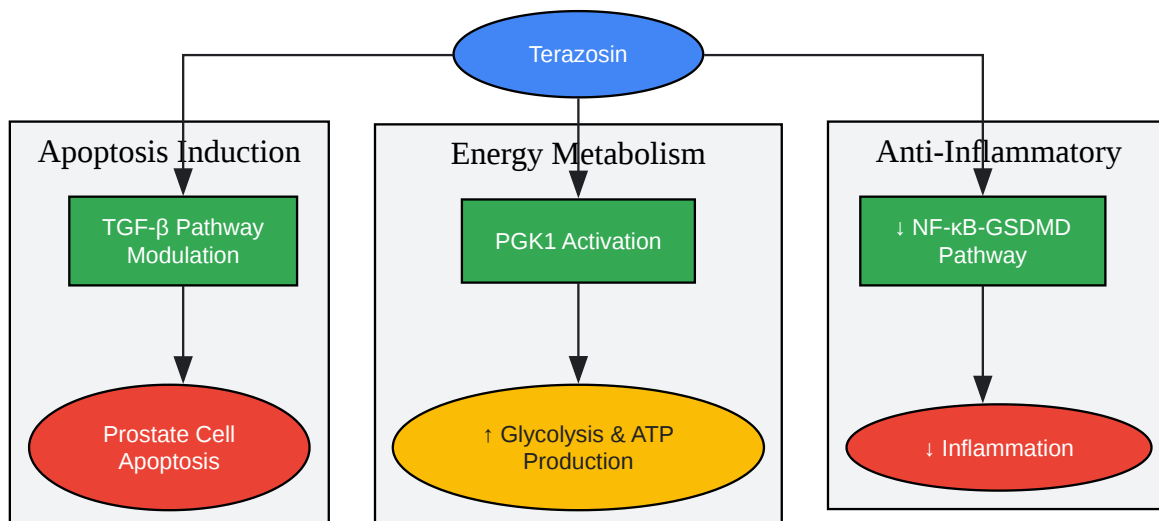 Terazosin
Apoptosis Induction
TGF-β Pathway
Modulation
Prostate Cell
Apoptosis
Energy Metabolism
PGK1 Activation
↑ Glycolysis & ATP
Production
Anti-Inflammatory
↓ NF-κB-GSDMD
Pathway
↓ Inflammation